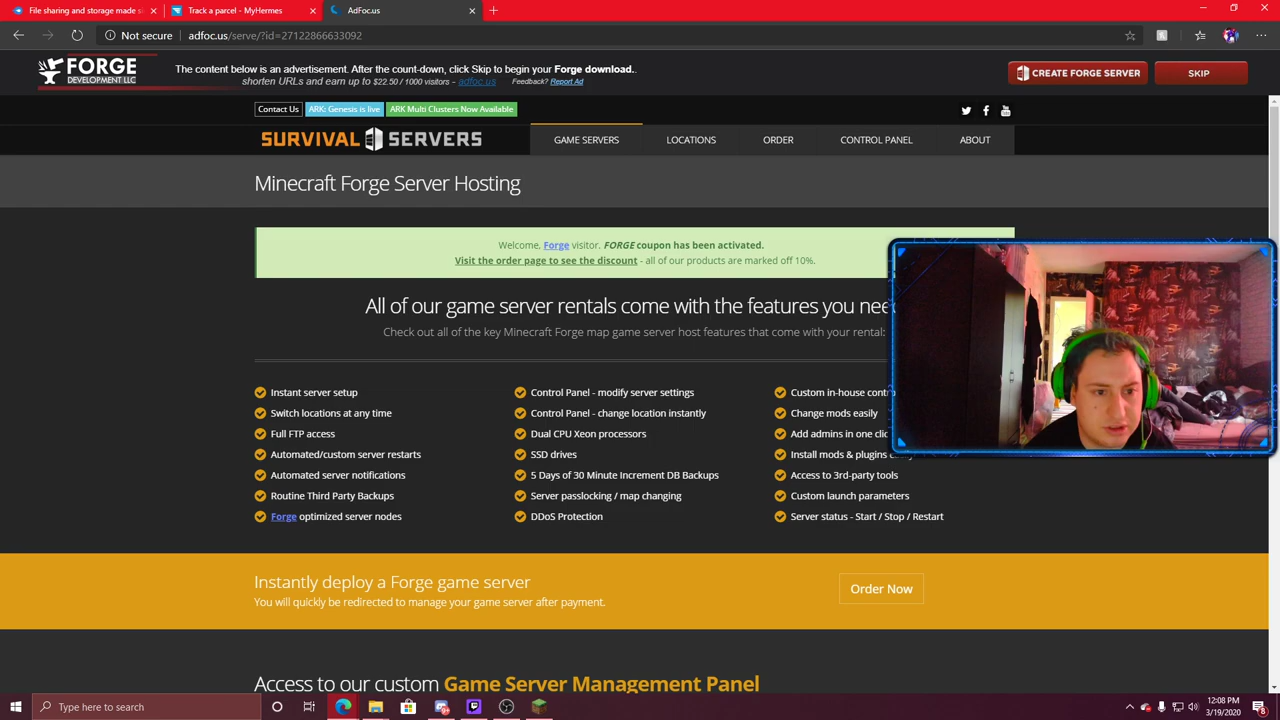 File sharing and storage made si
Track a parcel - MyHermes
AdFoc.us
Not secure
adfoc.us/serve/?id=27122866633092
FORGE
DEVELOPMENT LLC
The content below is an advertisement. After the count-down, click Skip to begin your Forge download..
shorten URLs and earn up to $22.50 / 1000 visitors - adfoc.us Feedback? Report Ad
CREATE FORGE SERVER
SKIP
Contact Us
ARK: Genesis is live
ARK Multi Clusters Now Available
SURVIVAL SERVERS
GAME SERVERS
LOCATIONS
ORDER
CONTROL PANEL
ABOUT
Minecraft Forge Server Hosting
Welcome, Forge visitor. FORGE coupon has been activated.
Visit the order page to see the discount - all of our products are marked off 10%.
All of our game server rentals come with the features you nee
Check out all of the key Minecraft Forge map game server host features that come with your rental:
Instant server setup
Switch locations at any time
Full FTP access
Automated/custom server restarts
Automated server notifications
Routine Third Party Backups
Forge optimized server nodes
Control Panel - modify server settings
Control Panel - change location instantly
Dual CPU Xeon processors
SSD drives
5 Days of 30 Minute Increment DB Backups
Server passlocking / map changing
DDoS Protection
Custom in-house contr
Change mods easily
Add admins in one clic
Install mods & plugins
Access to 3rd-party tools
Custom launch parameters
Server status - Start / Stop / Restart
Instantly deploy a Forge game server
You will quickly be redirected to manage your game server after payment.
Order Now
Access to our custom Game Server Management Panel
Type here to search
12:08 PM
3/19/2020
8